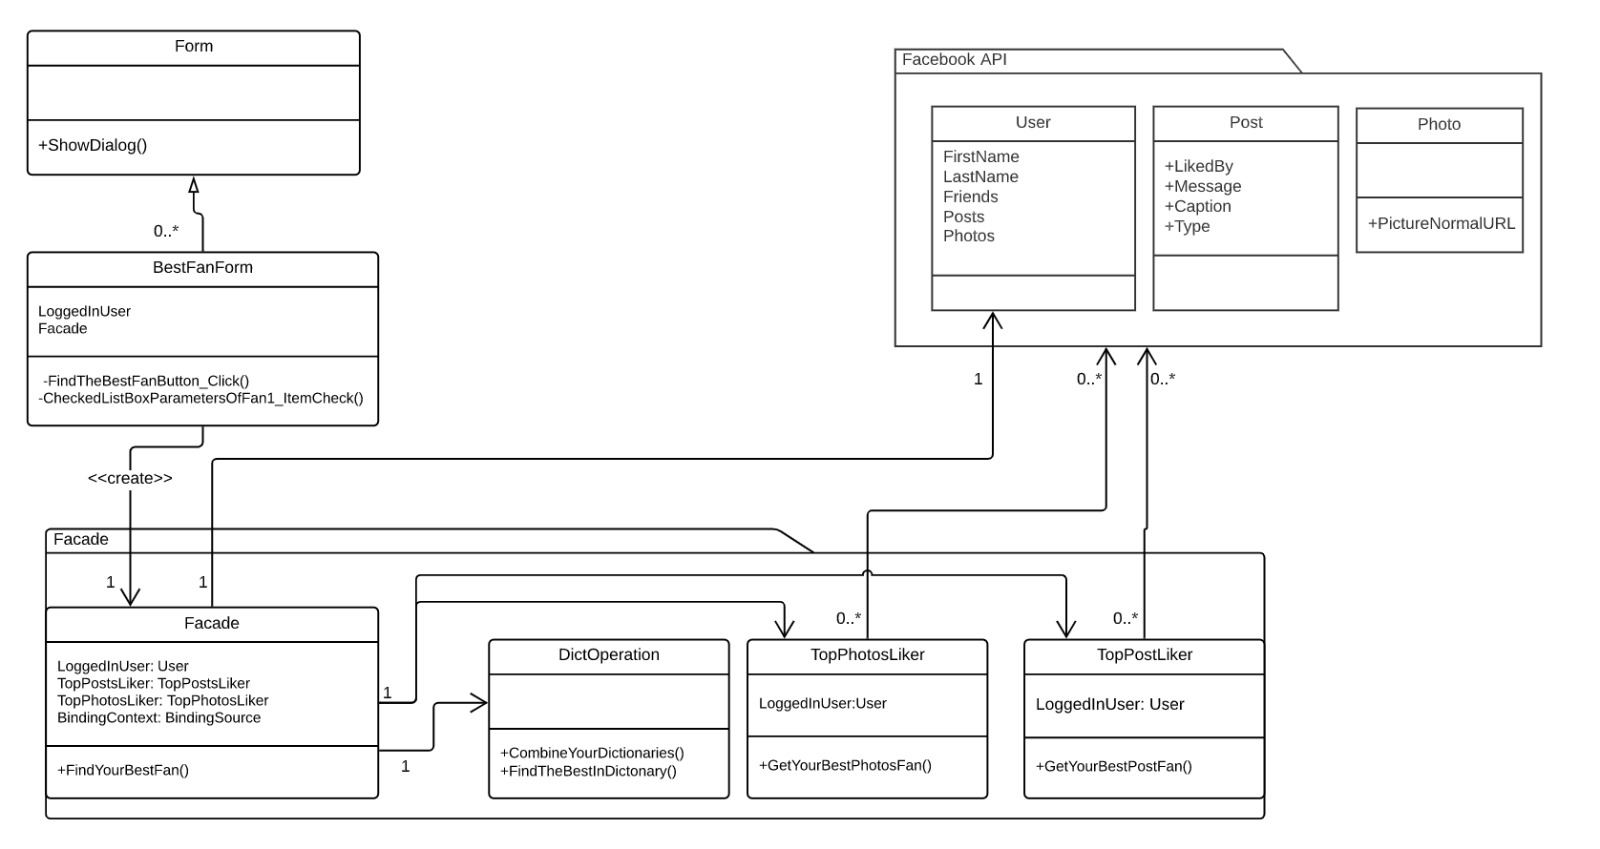 Form
+ShowDialog()
0..*
BestFanForm
LoggedInUser
Facade
-FindTheBestFanButton_Click()
-CheckedListBoxParametersOfFan1_ItemCheck()
<<create>>
Facebook API
User
FirstName
LastName
Friends
Posts
Photos
Post
+LikedBy
+Message
+Caption
+Type
Photo
+PictureNormalURL
1
0..*
0..*
Facade
1
1
Facade
LoggedInUser: User
TopPostsLiker: TopPostsLiker
TopPhotosLiker: TopPhotosLiker
BindingContext: BindingSource
+FindYourBestFan()
1
1
DictOperation
+CombineYourDictionaries()
+FindTheBestInDictonary()
0..*
TopPhotosLiker
LoggedInUser:User
+GetYourBestPhotosFan()
0..*
TopPostLiker
LoggedInUser: User
+GetYourBestPostFan()